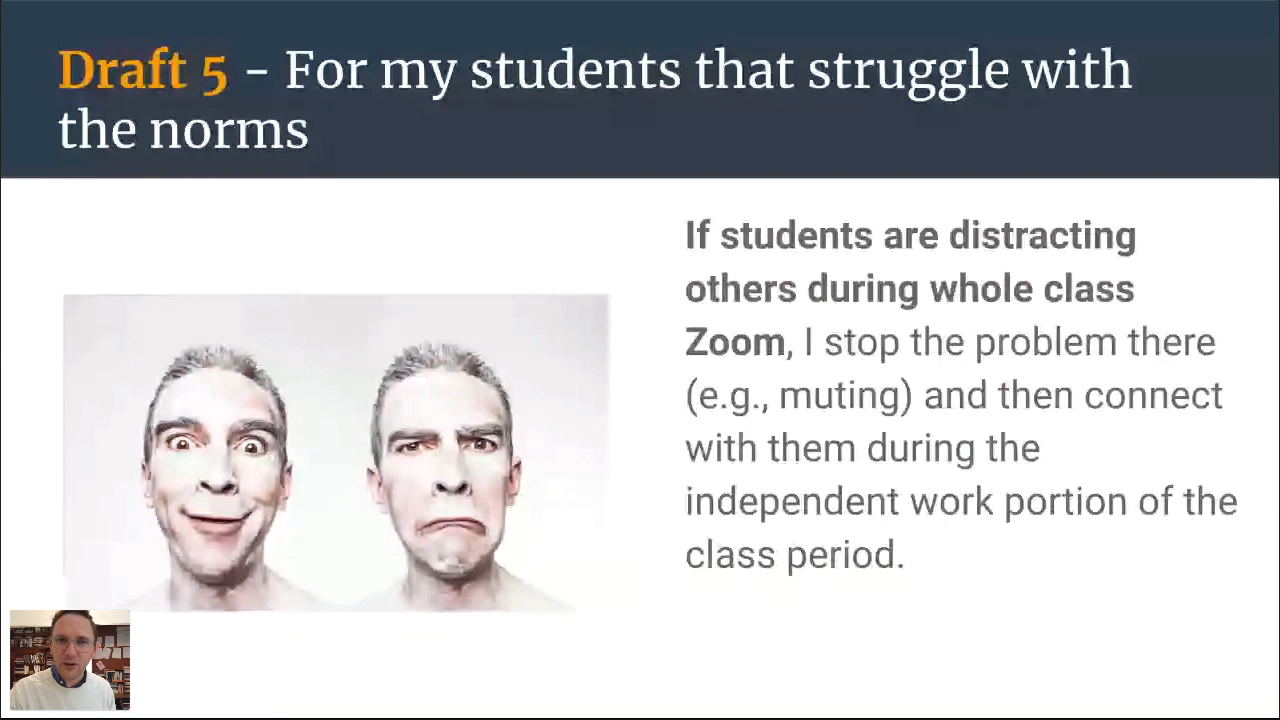 Draft 5 - For my students that struggle with
the norms
If students are distracting
others during whole class
Zoom, I stop the problem there
(e.g., muting) and then connect
with them during the
independent work portion of the
class period.